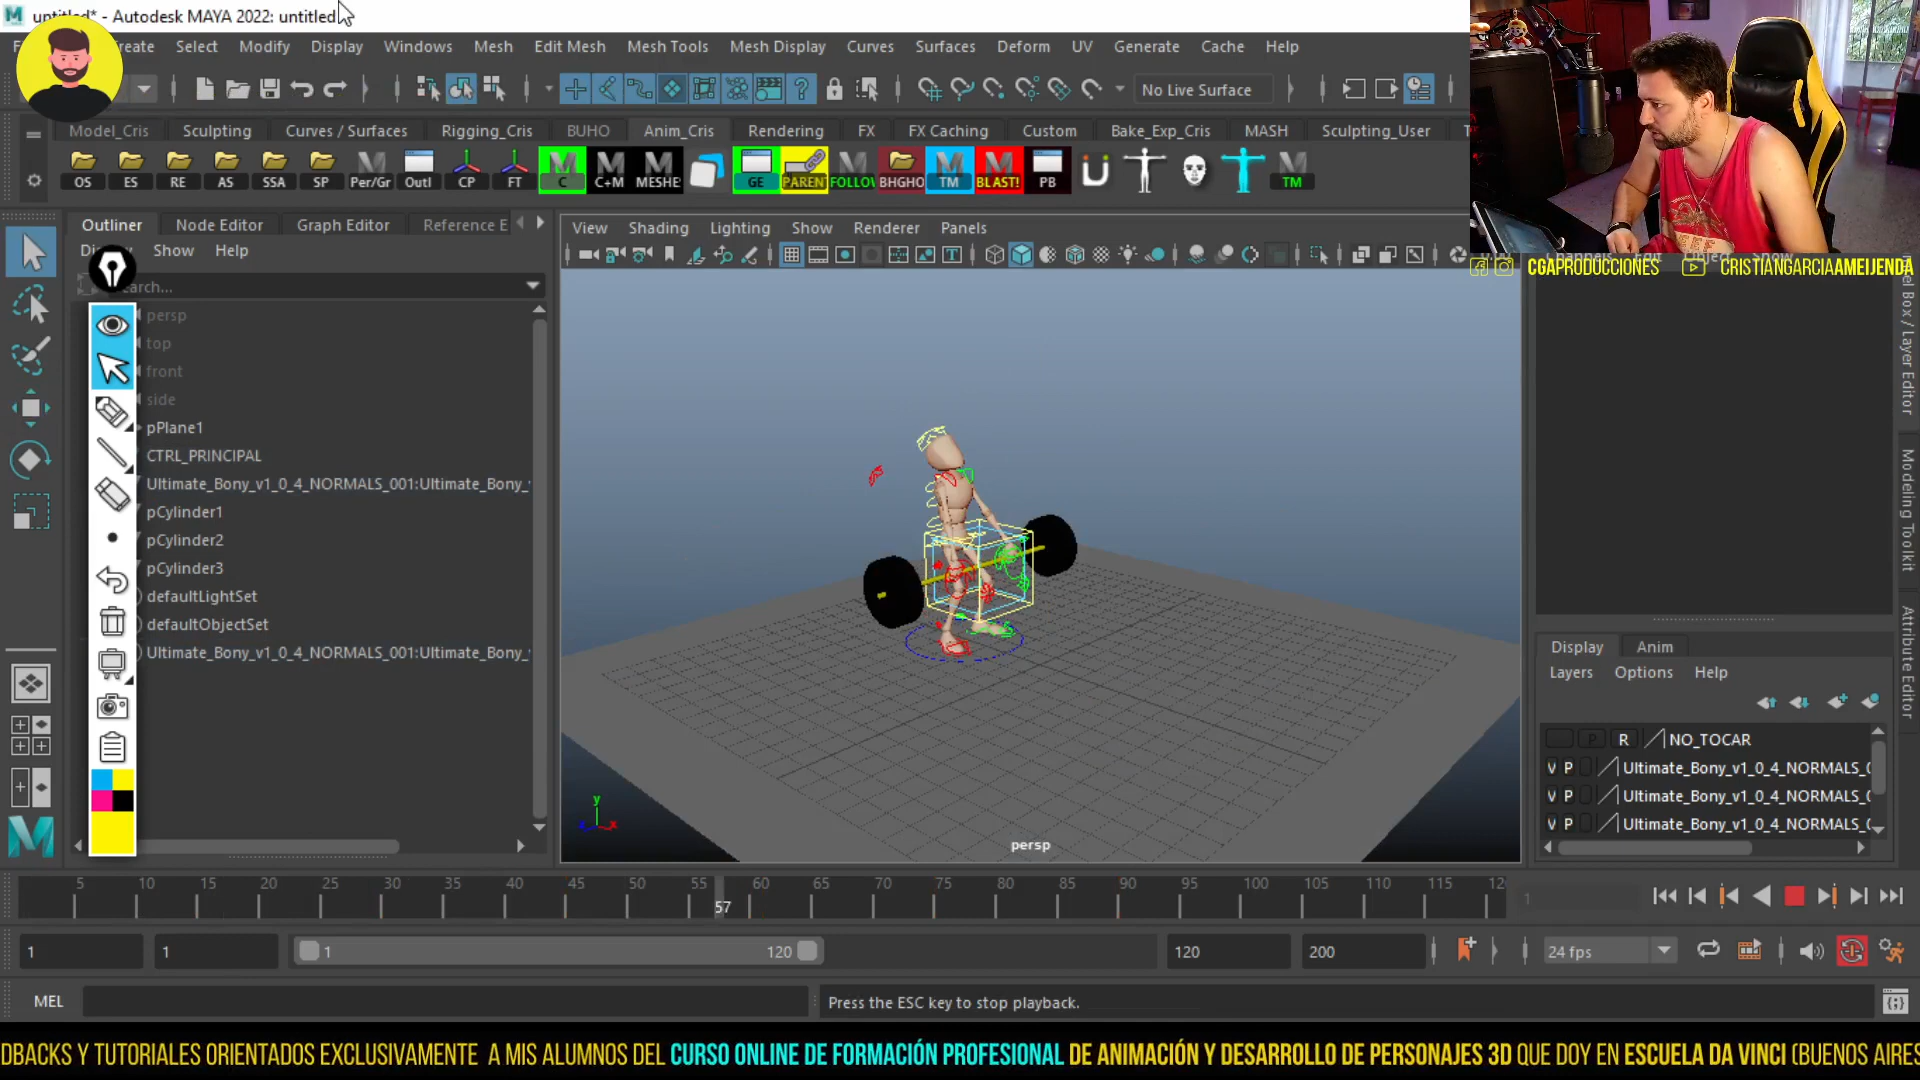 untitled* - Autodesk MAYA 2022: untitled
Create Select Modify Display Windows Mesh Edit Mesh Mesh Tools Mesh Display Curves Surfaces Deform UV Generate Cache Help
No Live Surface
Model_Cris Sculpting Curves / Surfaces Rigging_Cris BUHO Anim_Cris Rendering FX FX Caching Custom Bake_Exp_Cris MASH Sculpting_User
OS ES RE AS SSA SP Per/Gr Outl CP FT C C+M MESHE GE PARENT FOLLOW BHGHO TM BLAST! PB TM
Outliner Node Editor Graph Editor Reference E
Show Help
View Shading Lighting Show Renderer Panels
CGAPRODUCCIONES CRISTIANGARCIAAMEIJENDA
persp
top
front
side
pPlane1
CTRL_PRINCIPAL
Ultimate_Bony_v1_0_4_NORMALS_001:Ultimate_Bony_
pCylinder1
pCylinder2
pCylinder3
defaultLightSet
defaultObjectSet
Ultimate_Bony_v1_0_4_NORMALS_001:Ultimate_Bony_
y
persp
Modeling Toolkit
Attribute Editor
Display Anim
Layers Options Help
R NO_TOCAR
V P Ultimate_Bony_v1_0_4_NORMALS_
V P Ultimate_Bony_v1_0_4_NORMALS_
V P Ultimate_Bony_v1_0_4_NORMALS_
5 10 15 20 25 30 35 40 45 50 55 60 65 70 75 80 85 90 95 100 105 110 115 12
57
1
1 1 1 120 120 200 24 fps
MEL Press the ESC key to stop playback.
DBACKS Y TUTORIALES ORIENTADOS EXCLUSIVAMENTE A MIS ALUMNOS DEL CURSO ONLINE DE FORMACIÓN PROFESIONAL DE ANIMACIÓN Y DESARROLLO DE PERSONAJES 3D QUE DOY EN ESCUELA DA VINCI (BUENOS AIRES